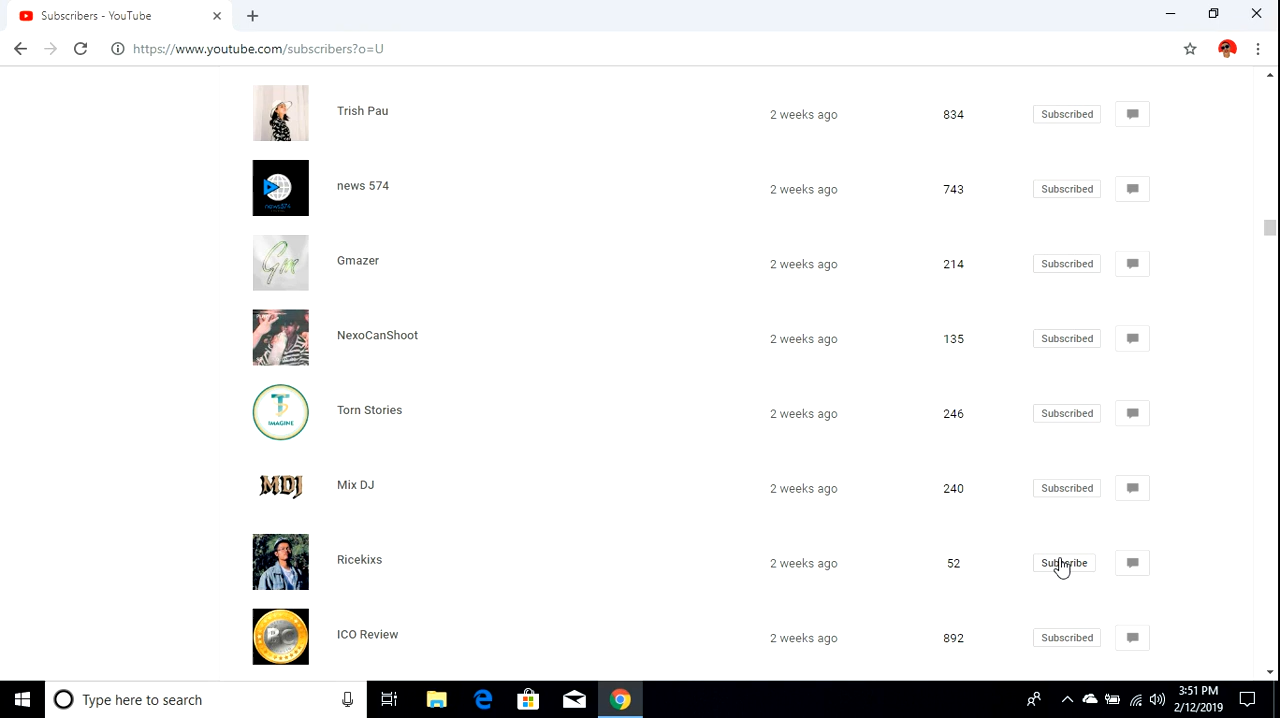 Subscribers - YouTube
https://www.youtube.com/subscribers?o=U
Trish Pau 2 weeks ago 834 Subscribed
news 574 2 weeks ago 743 Subscribed
news574
Gmazer 2 weeks ago 214 Subscribed
Gm
NexoCanShoot 2 weeks ago 135 Subscribed
Torn Stories 2 weeks ago 246 Subscribed
T
IMAGINE
Mix DJ 2 weeks ago 240 Subscribed
MDJ
Ricekixs 2 weeks ago 52 Subscribe
ICO Review 2 weeks ago 892 Subscribed
Type here to search
3:51 PM
2/12/2019